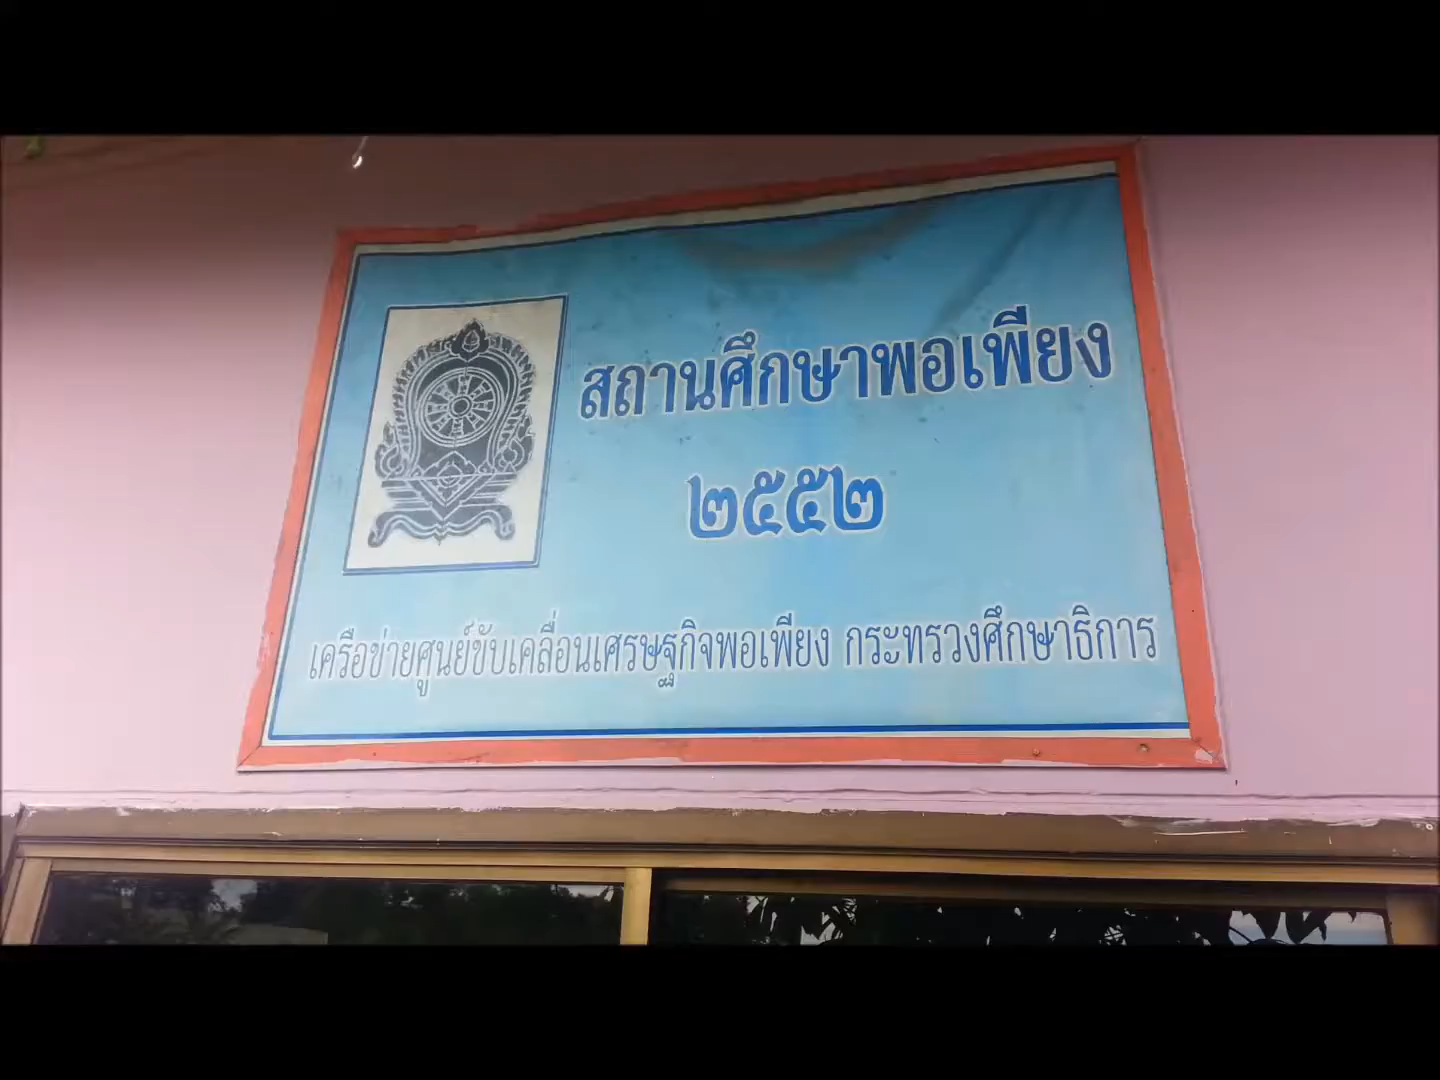 สถานศึกษาพอเพียง
๒๕๕๒
เครือข่ายศูนย์ขับเคลื่อนเศรษฐกิจพอเพียง กระทรวงศึกษาธิการ